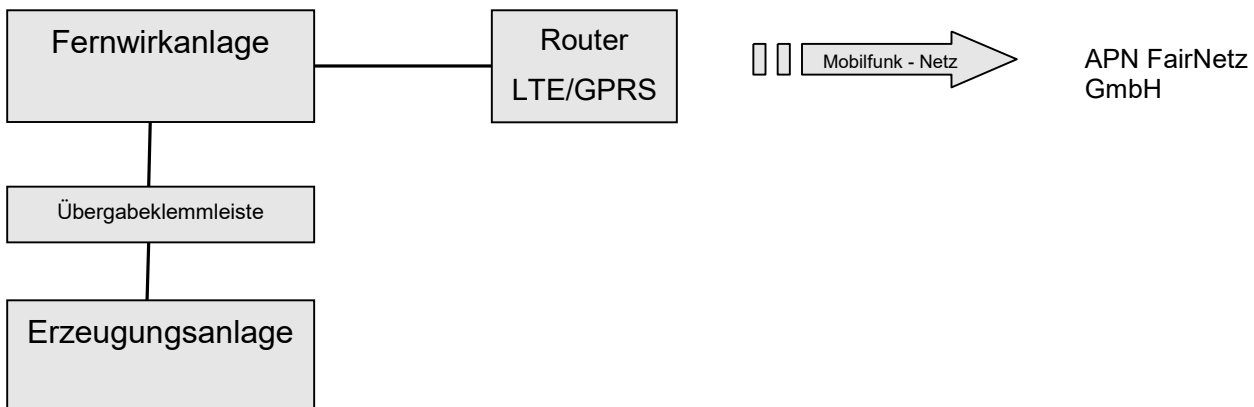 Fernwirkanlage
Router
LTE/GPRS
Mobilfunk - Netz
APN FairNetz
GmbH
Übergabeklemmleiste
Erzeugungsanlage